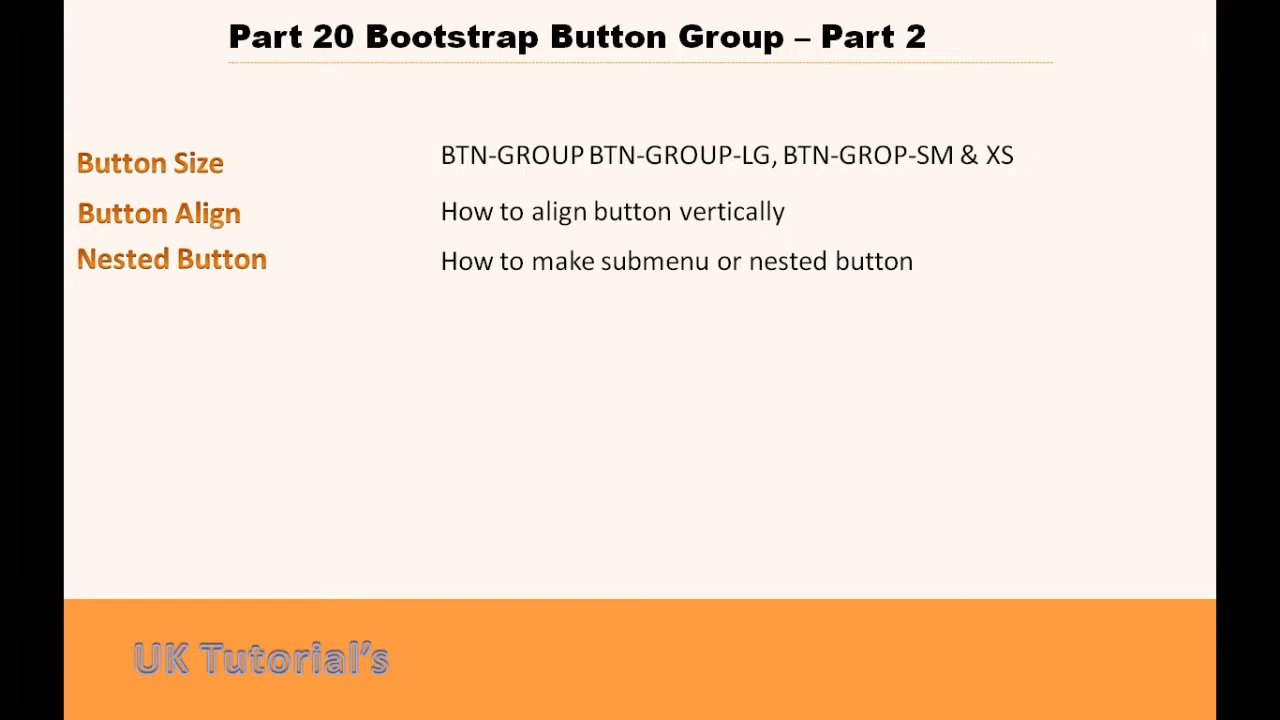 Part 20 Bootstrap Button Group – Part 2
Button Size BTN-GROUP BTN-GROUP-LG, BTN-GROP-SM & XS
Button Align How to align button vertically
Nested Button How to make submenu or nested button
UK Tutorial’s